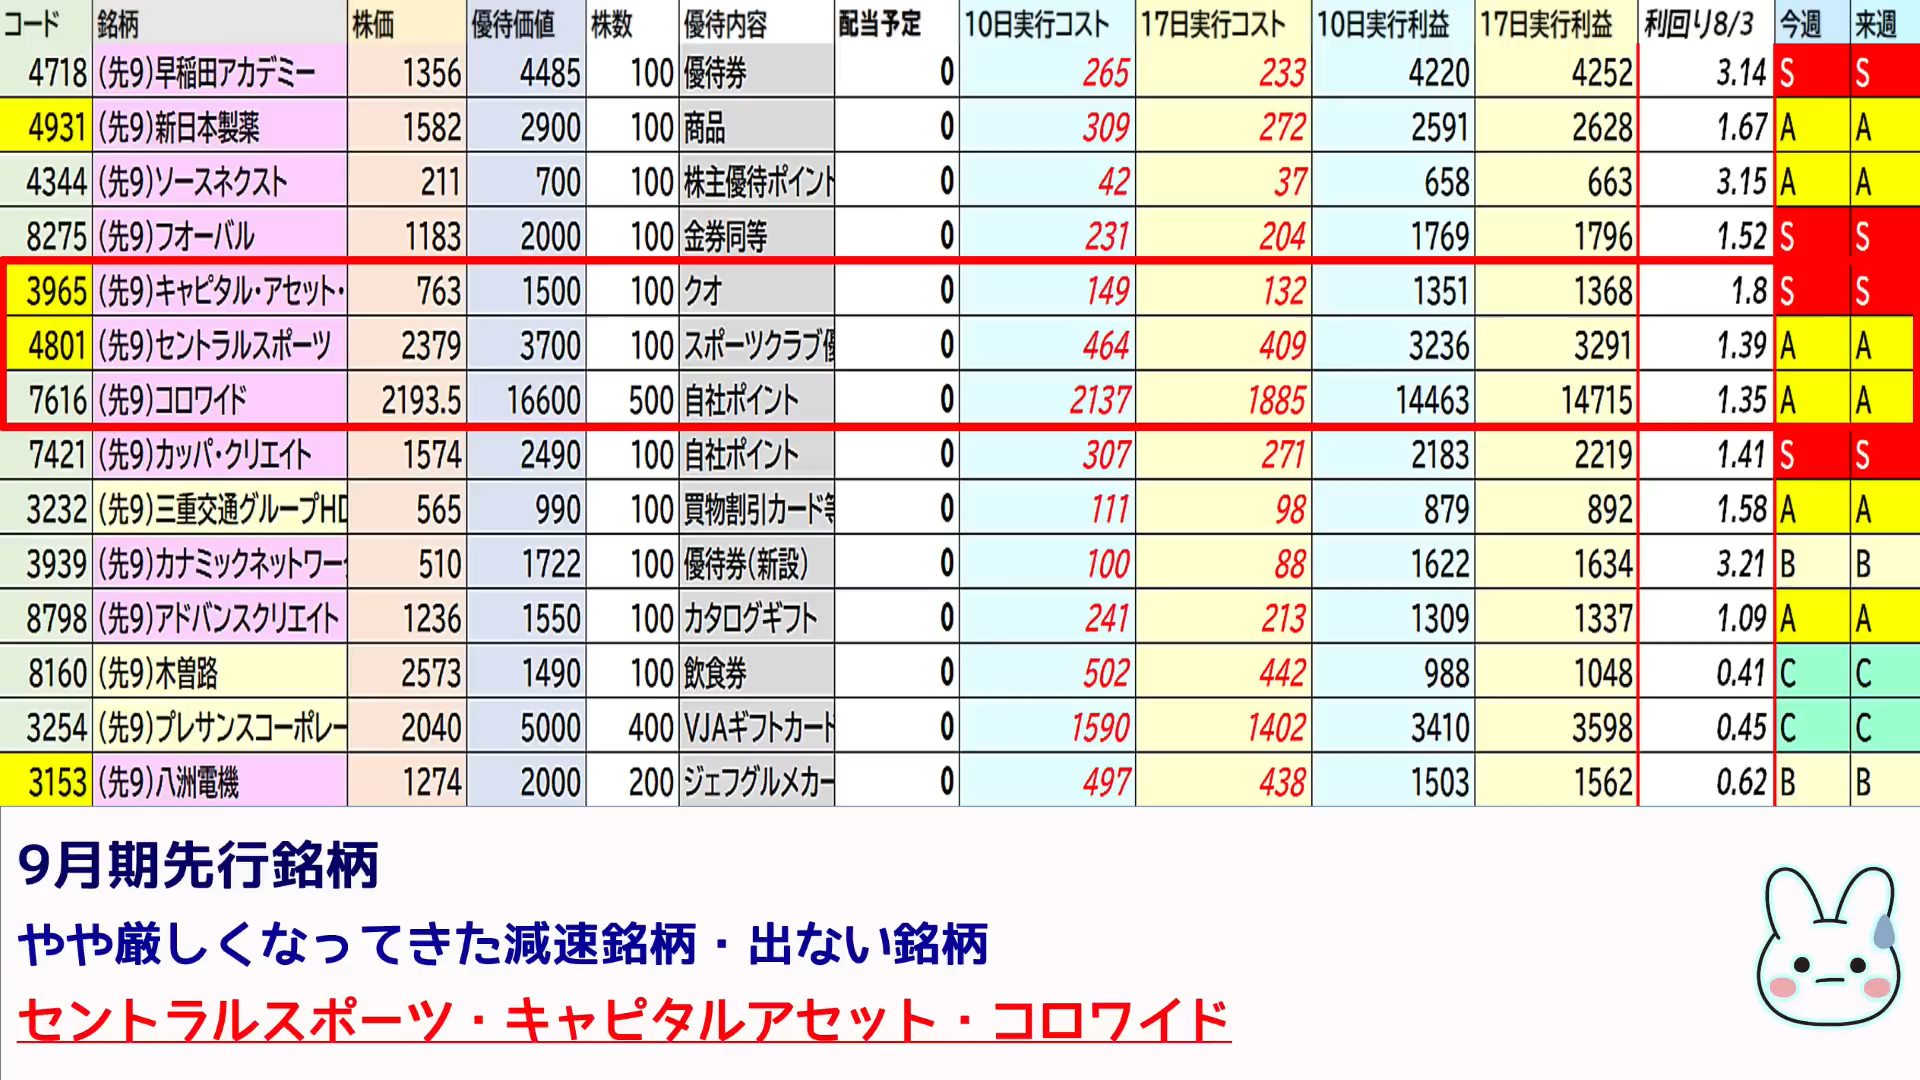 コード 銘柄 株価 優待価値 株数 優待内容 配当予定 10日実行コスト 17日実行コスト 10日実行利益 17日実行利益 利回り8/3 今週 来週
4718 (先9)早稲田アカデミー 1356 4485 100 優待券 0 265 233 4220 4252 3.14 S S
4931 (先9)新日本製薬 1582 2900 100 商品 0 309 272 2591 2628 1.67 A A
4344 (先9)ソースネクスト 211 700 100 株主優待ポイント 0 42 37 658 663 3.15 A A
8275 (先9)フオーバル 1183 2000 100 金券同等 0 231 204 1769 1796 1.52 S S
3965 (先9)キャピタル・アセット・ 763 1500 100 クオ 0 149 132 1351 1368 1.8 S S
4801 (先9)セントラルスポーツ 2379 3700 100 スポーツクラブ優 0 464 409 3236 3291 1.39 A A
7616 (先9)コロワイド 2193.5 16600 500 自社ポイント 0 2137 1885 14463 14715 1.35 A A
7421 (先9)カッパ・クリエイト 1574 2490 100 自社ポイント 0 307 271 2183 2219 1.41 S S
3232 (先9)三重交通グループHD 565 990 100 買物割引カード等 0 111 98 879 892 1.58 A A
3939 (先9)カナミックネットワーク 510 1722 100 優待券(新設) 0 100 88 1622 1634 3.21 B B
8798 (先9)アドバンスクリエイト 1236 1550 100 カタログギフト 0 241 213 1309 1337 1.09 A A
8160 (先9)木曽路 2573 1490 100 飲食券 0 502 442 988 1048 0.41 C C
3254 (先9)プレサンスコーポレー 2040 5000 400 VJAギフトカード 0 1590 1402 3410 3598 0.45 C C
3153 (先9)八洲電機 1274 2000 200 ジェフグルメカー 0 497 438 1503 1562 0.62 B B
9月期先行銘柄
やや厳しくなってきた減速銘柄・出ない銘柄
セントラルスポーツ・キャピタルアセット・コロワイド